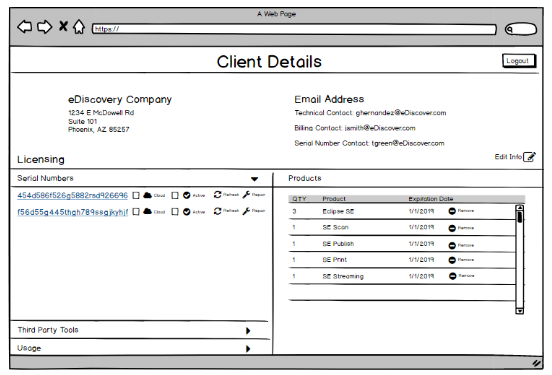 A Web Page
https://
Client Details
Logout
eDiscovery Company
1234 E McDowell Rd
Suite 101
Phoenix, AZ 85257
Email Address
Technical Contact: ghernandez@eDiscover.com
Billing Contact: jsmith@eDiscover.com
Serial Number Contact: tgreen@eDiscover.com
Edit Info
Licensing
Serial Numbers
454d586f526g5882rsd926696 Cloud Active Refresh Repair
f56d55g445thgh789ssgjkyhjf Cloud Active Refresh Repair
Third Party Tools
Usage
Products
QTY Product Expiration Date
3 Eclipse SE 1/1/2019 Remove
1 SE Scan 1/1/2019 Remove
1 SE Publish 1/1/2019 Remove
1 SE Print 1/1/2019 Remove
1 SE Streaming 1/1/2019 Remove